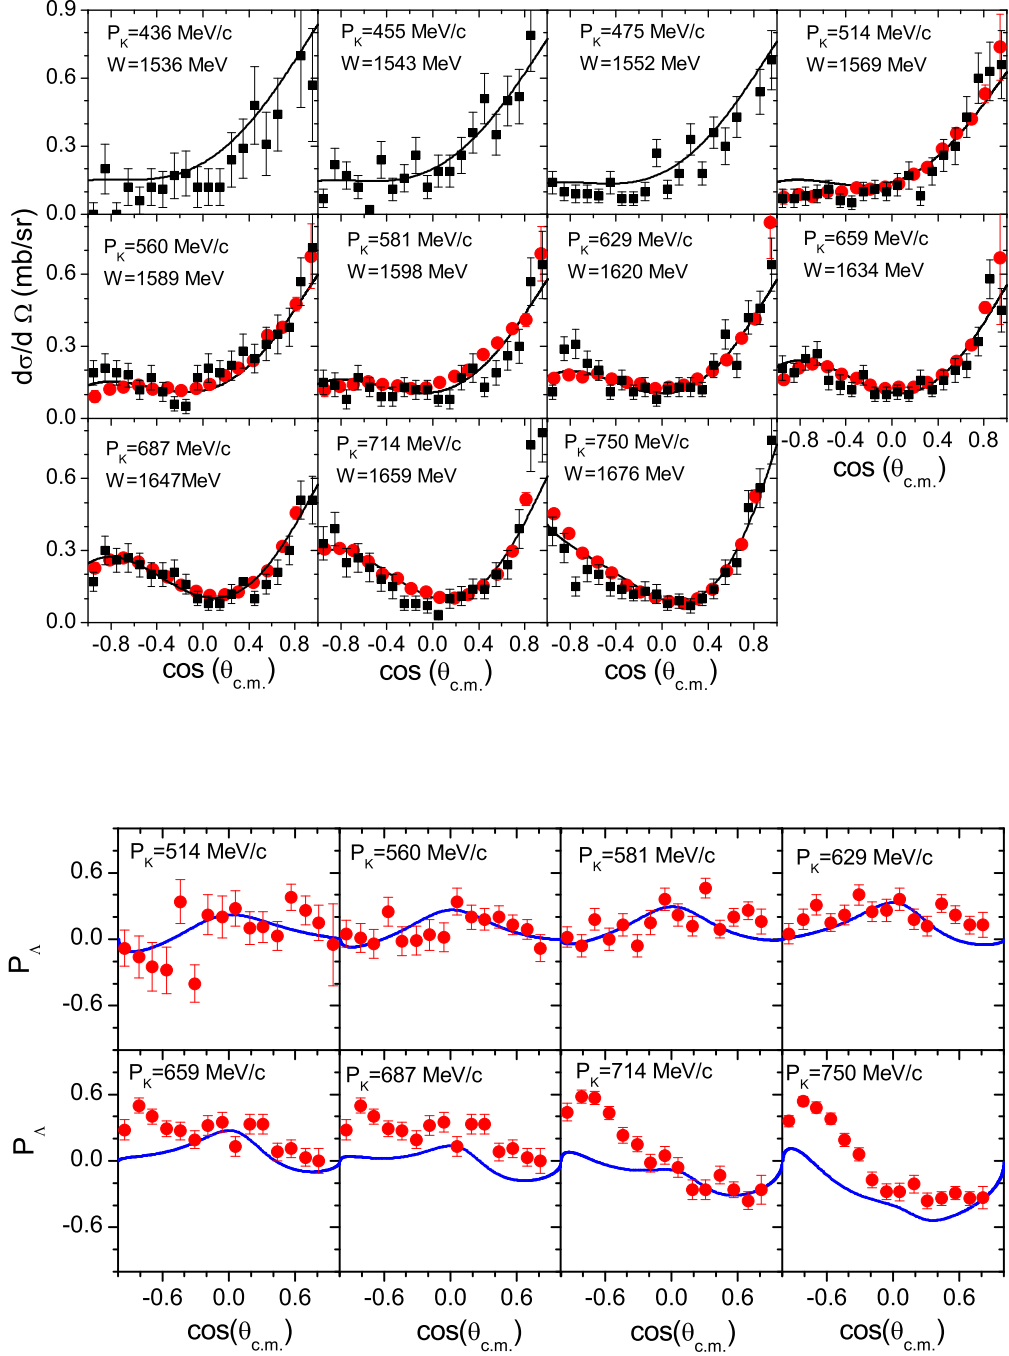 0.9
P_K=436 MeV/c
W=1536 MeV
P_K=455 MeV/c
W=1543 MeV
P_K=475 MeV/c
W=1552 MeV
P_K=514 MeV/c
W=1569 MeV
0.6
0.3
0.0
dσ/d Ω (mb/sr)
P_K=560 MeV/c
W=1589 MeV
P_K=581 MeV/c
W=1598 MeV
P_K=629 MeV/c
W=1620 MeV
P_K=659 MeV/c
W=1634 MeV
0.6
0.3
0.0
-0.8 -0.4 0.0 0.4 0.8
cos (θ_c.m.)
P_K=687 MeV/c
W=1647MeV
P_K=714 MeV/c
W=1659 MeV
P_K=750 MeV/c
W=1676 MeV
0.6
0.3
0.0
-0.8 -0.4 0.0 0.4 0.8 -0.8 -0.4 0.0 0.4 0.8 -0.8 -0.4 0.0 0.4 0.8
cos (θ_c.m.) cos (θ_c.m.) cos (θ_c.m.)
P_K=514 MeV/c
P_K=560 MeV/c
P_K=581 MeV/c
P_K=629 MeV/c
0.6
0.0
-0.6
P_Λ
P_K=659 MeV/c
P_K=687 MeV/c
P_K=714 MeV/c
P_K=750 MeV/c
0.6
0.0
-0.6
P_Λ
-0.6 0.0 0.6 -0.6 0.0 0.6 -0.6 0.0 0.6 -0.6 0.0 0.6
cos(θ_c.m.) cos(θ_c.m.) cos(θ_c.m.) cos(θ_c.m.)